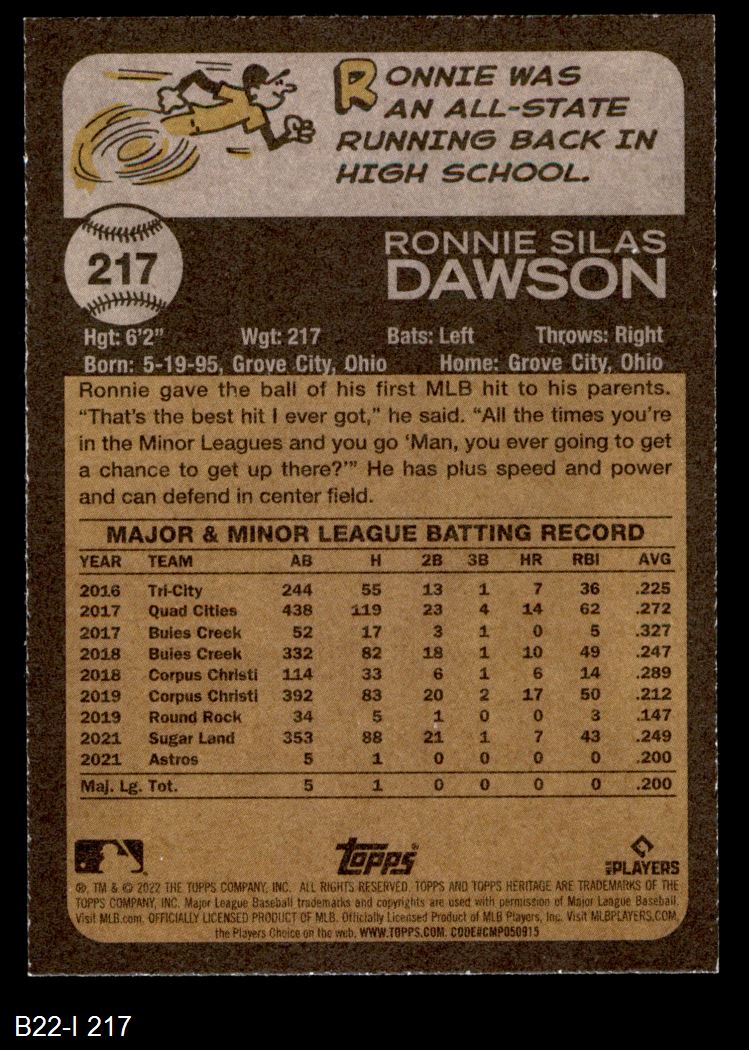 RONNIE WAS
AN ALL-STATE
RUNNING BACK IN
HIGH SCHOOL.
217
RONNIE SILAS
DAWSON
Hgt: 6'2" Wgt: 217 Bats: Left Throws: Right
Born: 5-19-95, Grove City, Ohio Home: Grove City, Ohio
Ronnie gave the ball of his first MLB hit to his parents.
“That's the best hit I ever got,” he said. “All the times you're
in the Minor Leagues and you go ‘Man, you ever going to get
a chance to get up there?’” He has plus speed and power
and can defend in center field.
MAJOR & MINOR LEAGUE BATTING RECORD
YEAR TEAM AB H 2B 3B HR RBI AVG
2016 Tri-City 244 55 13 1 7 36 .225
2017 Quad Cities 438 119 23 4 14 62 .272
2017 Buies Creek 52 17 3 1 0 5 .327
2018 Buies Creek 332 82 18 1 10 49 .247
2018 Corpus Christi 114 33 6 1 6 14 .289
2019 Corpus Christi 392 83 20 2 17 50 .212
2019 Round Rock 34 5 1 0 0 3 .147
2021 Sugar Land 353 88 21 1 7 43 .249
2021 Astros 5 1 0 0 0 0 .200
Maj. Lg. Tot. 5 1 0 0 0 0 .200
topps® MLB PLAYERS
®, TM & © 2022 THE TOPPS COMPANY, INC. ALL RIGHTS RESERVED. TOPPS AND TOPPS HERITAGE ARE TRADEMARKS OF THE
TOPPS COMPANY, INC. Major League Baseball trademarks and copyrights are used with permission of Major League Baseball.
Visit MLB.com. OFFICIALLY LICENSED PRODUCT OF MLB. Officially Licensed Product of MLB Players, Inc. Visit MLBPLAYERS.COM,
the Players Choice on the web. WWW.TOPPS.COM. CODE#CMP050915
B22-I 217